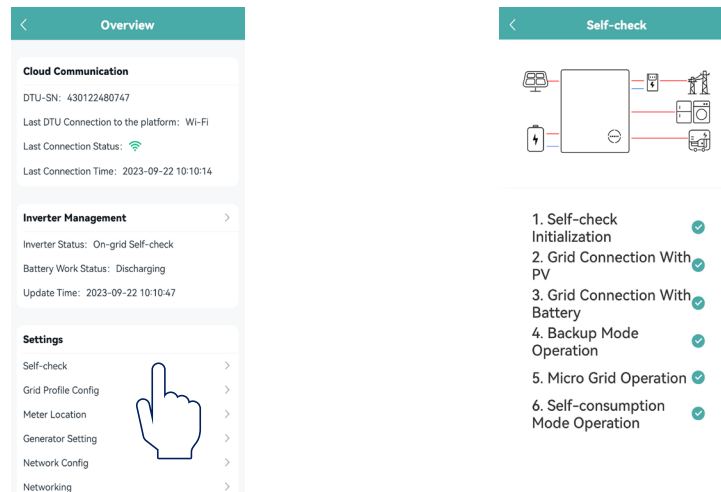 Overview
Cloud Communication
DTU-SN: 430122480747
Last DTU Connection to the platform: Wi-Fi
Last Connection Status:
Last Connection Time: 2023-09-22 10:10:14
Inverter Management
Inverter Status: On-grid Self-check
Battery Work Status: Discharging
Update Time: 2023-09-22 10:10:47
Settings
Self-check
Grid Profile Config
Meter Location
Generator Setting
Network Config
Networking
Self-check
1. Self-check
Initialization
2. Grid Connection With
PV
3. Grid Connection With
Battery
4. Backup Mode
Operation
5. Micro Grid Operation
6. Self-consumption
Mode Operation